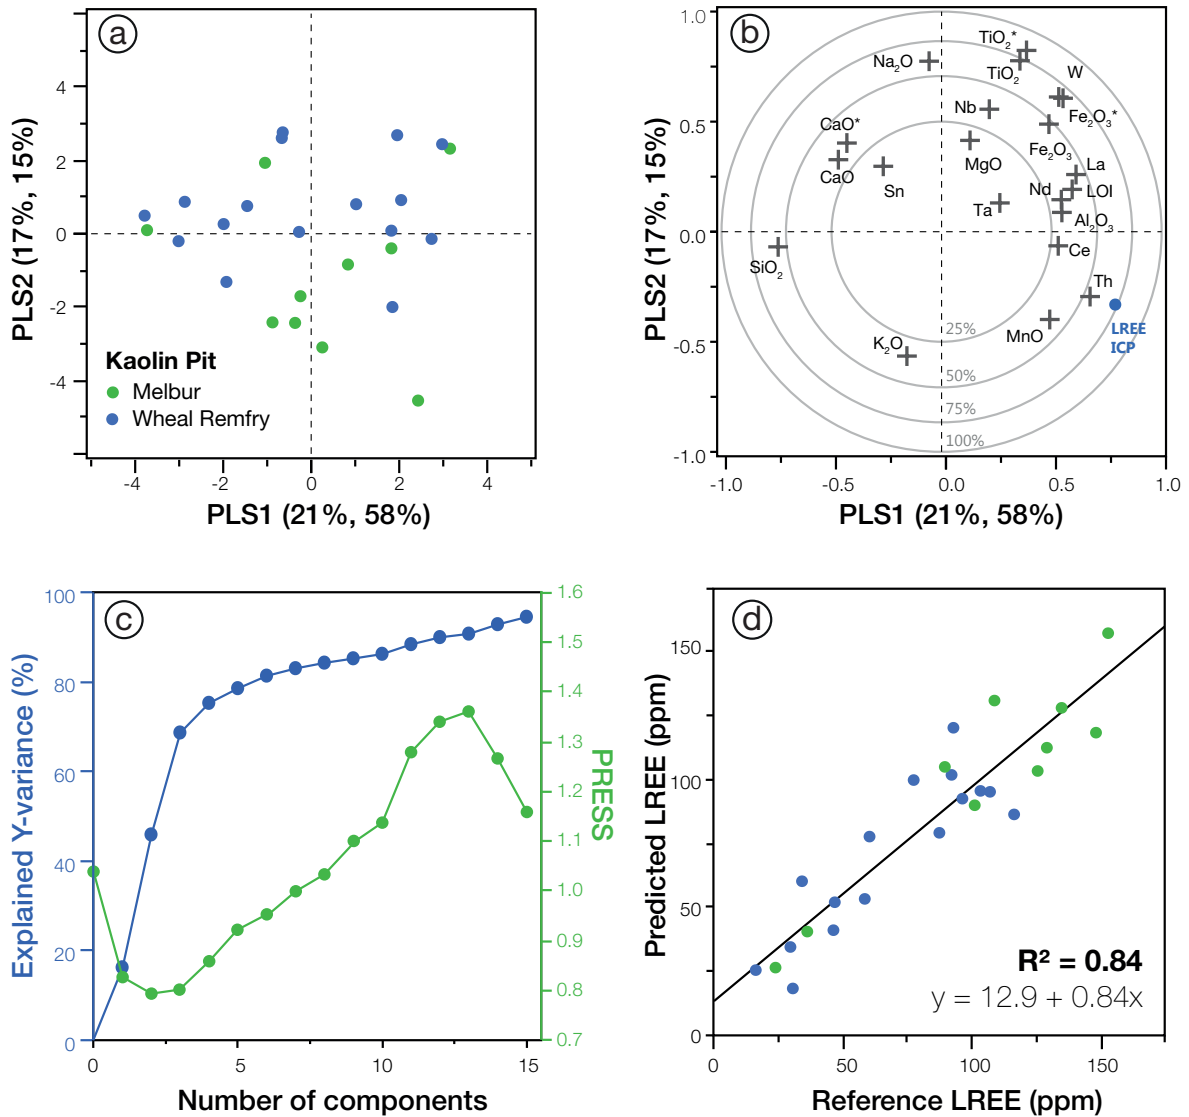 a
4
2
0
-2
-4
PLS2 (17%, 15%)
Kaolin Pit
Melbur
Wheal Remfry
-4
-2
0
2
4
PLS1 (21%, 58%)
b
1.0
0.5
0.0
-0.5
-1.0
PLS2 (17%, 15%)
TiO₂*
Na₂O
TiO₂
W
Nb
Fe₂O₃*
CaO*
Fe₂O₃
MgO
La
CaO
Sn
Nd
LOI
Ta
Al₂O₃
Ce
SiO₂
Th
LREE
ICP
MnO
K₂O
25%
50%
75%
100%
-1.0
-0.5
0.0
0.5
1.0
PLS1 (21%, 58%)
c
100
80
60
40
20
0
Explained Y-variance (%)
1.6
1.5
1.4
1.3
1.2
1.1
1.0
0.9
0.8
0.7
PRESS
0
5
10
15
Number of components
d
150
100
50
0
Predicted LREE (ppm)
R² = 0.84
y = 12.9 + 0.84x
0
50
100
150
Reference LREE (ppm)